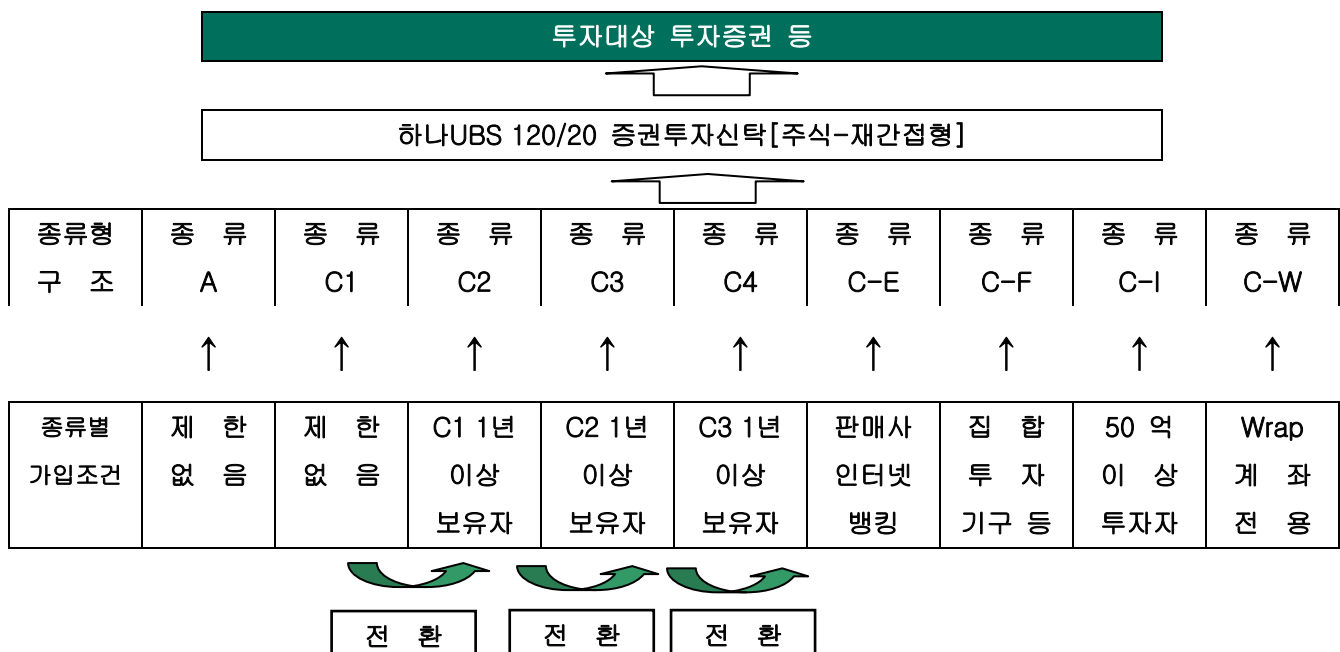 투자대상 투자증권 등
하나UBS 120/20 증권투자신탁[주식-재간접형]
종류형 종 류 종 류 종 류 종 류 종 류 종 류 종 류 종 류 종 류
구 조 A C1 C2 C3 C4 C-E C-F C-I C-W
↑ ↑ ↑ ↑ ↑ ↑ ↑ ↑ ↑
종류별 제 한 제 한 C1 1년 C2 1년 C3 1년 판매사 집 합 50 억 Wrap
가입조건 없 음 없 음 이상 이상 이상 인터넷 투 자 이 상 계 좌
보유자 보유자 보유자 뱅킹 기구 등 투자자 전 용
전 환 전 환 전 환